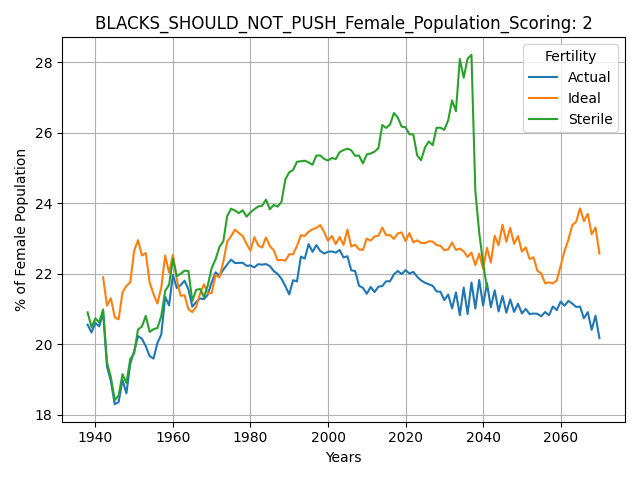 BLACKS_SHOULD_NOT_PUSH_Female_Population_Scoring: 2
% of Female Population
28
26
24
22
20
18
Fertility
Actual
Ideal
Sterile
1940 1960 1980 2000 2020 2040 2060
Years